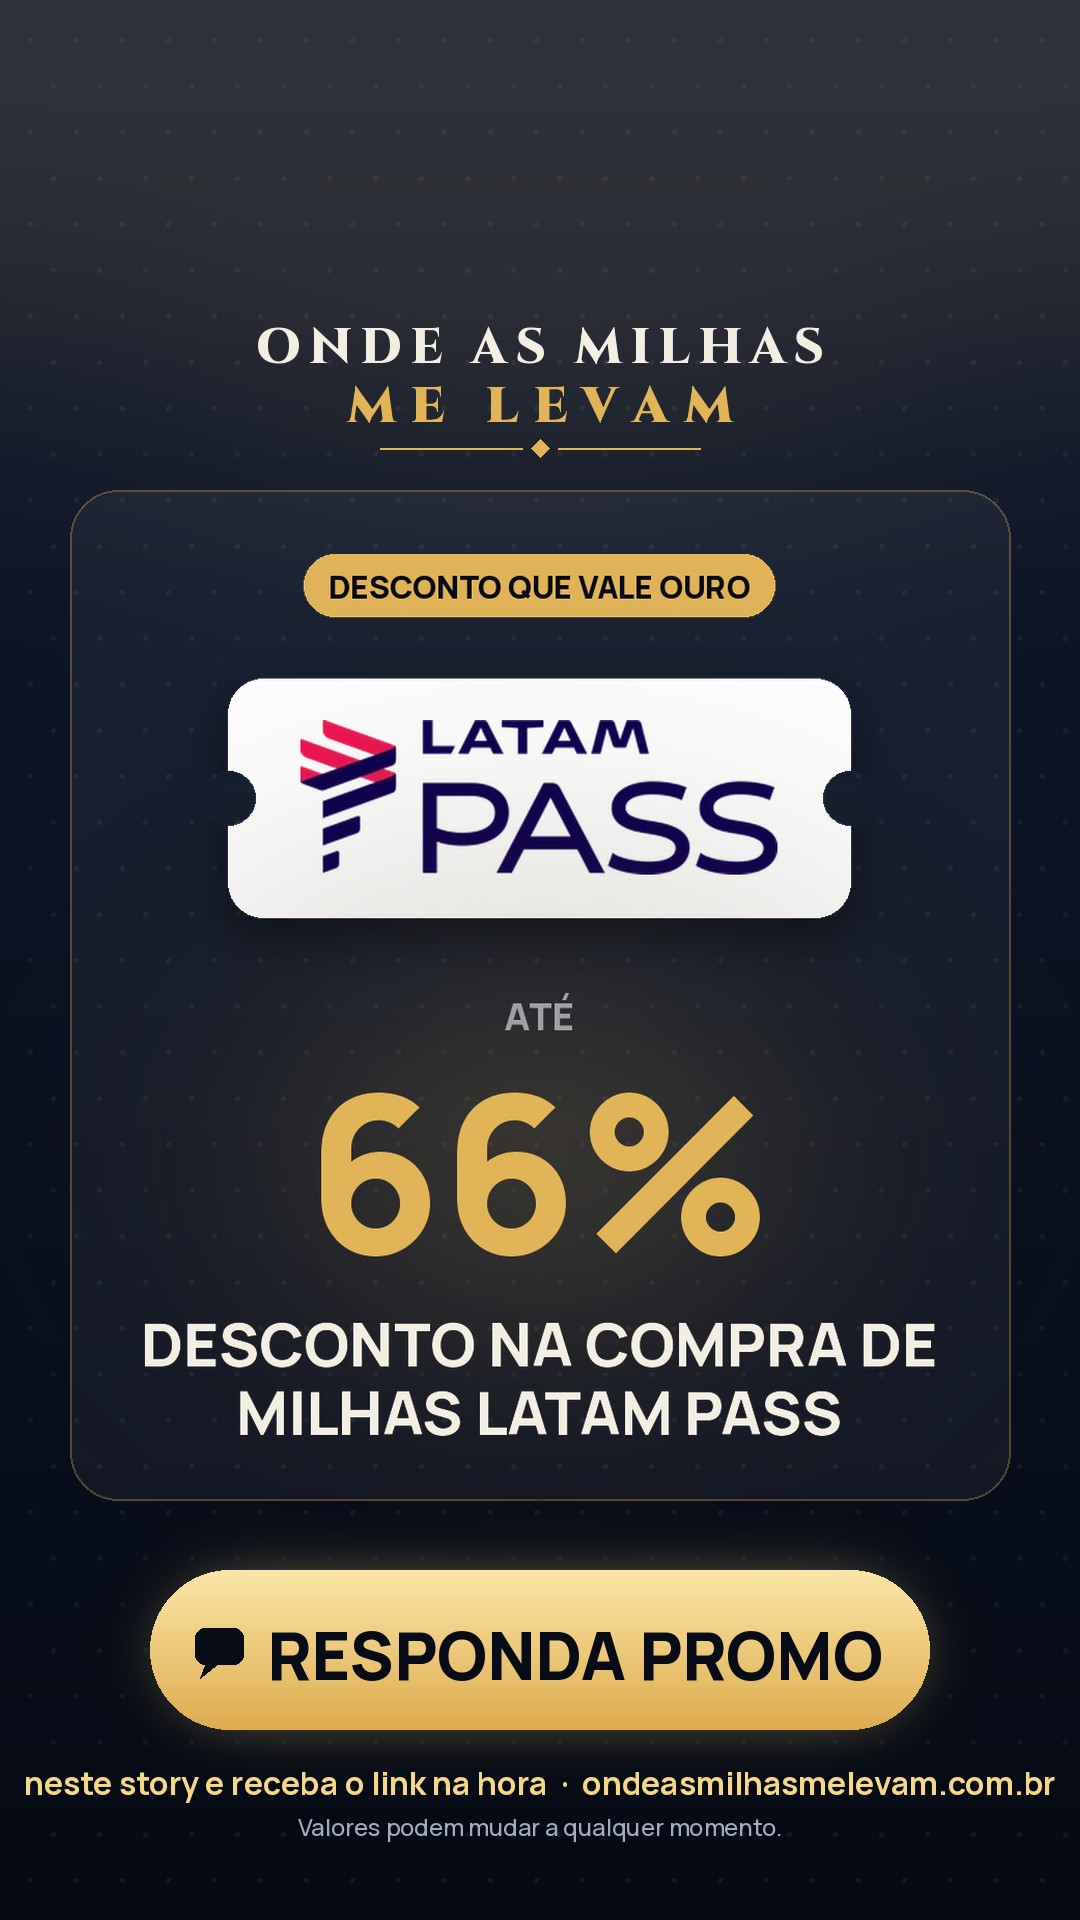 ONDE AS MILHAS
ME LEVAM
DESCONTO QUE VALE OURO
LATAM
PASS
ATÉ
66%
DESCONTO NA COMPRA DE
MILHAS LATAM PASS
RESPONDA PROMO
neste story e receba o link na hora · ondeasmilhasmelevam.com.br
Valores podem mudar a qualquer momento.